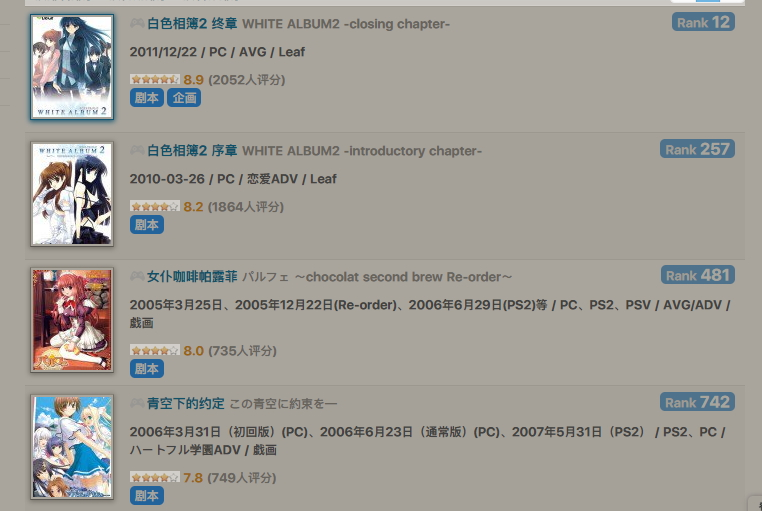 白色相簿2 终章 WHITE ALBUM2 -closing chapter-
Rank 12
2011/12/22 / PC / AVG / Leaf
8.9 (2052人评分)
剧本 企画
WHITE ALBUM 2
白色相簿2 序章 WHITE ALBUM2 -introductory chapter-
Rank 257
2010-03-26 / PC / 恋爱ADV / Leaf
8.2 (1864人评分)
剧本
WHITE ALBUM 2
女仆咖啡帕露菲 パルフェ ～chocolat second brew Re-order～
Rank 481
2005年3月25日、2005年12月22日(Re-order)、2006年6月29日(PS2)等 / PC、PS2、PSV / AVG/ADV /
戯画
8.0 (735人评分)
剧本
青空下的约定 この青空に約束を―
Rank 742
2006年3月31日（初回版）(PC)、2006年6月23日（通常版）(PC)、2007年5月31日（PS2） / PS2、PC /
ハートフル学園ADV / 戯画
7.8 (749人评分)
剧本